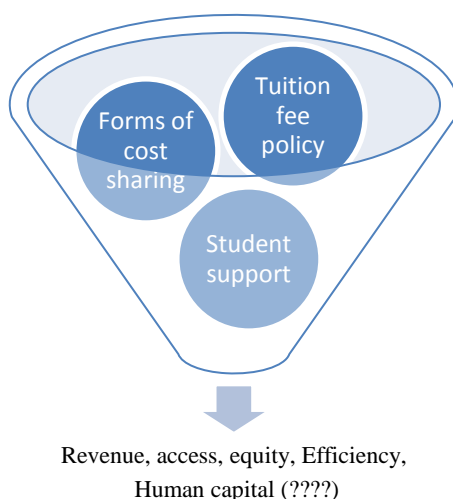 Forms of
cost
sharing
Tuition
fee
policy
Student
support
Revenue, access, equity, Efficiency,
Human capital (????)